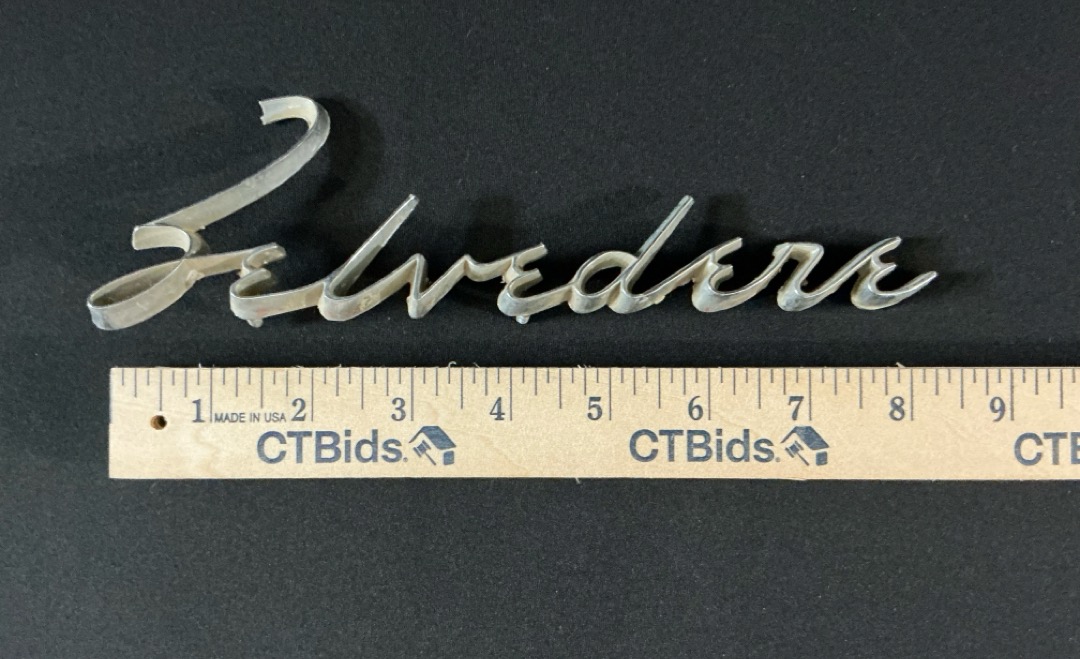 Belvedere
1 MADE IN USA 2 3 4 5 6 7 8 9
CTBids. CTBids. CTB